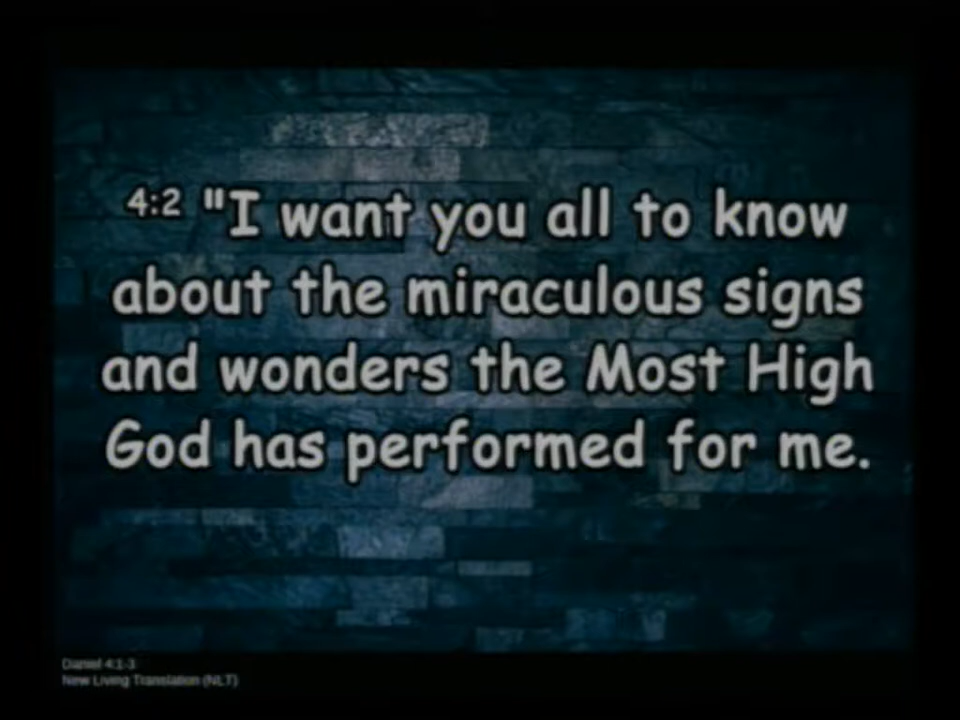 4:2 "I want you all to know
about the miraculous signs
and wonders the Most High
God has performed for me.
Daniel 4:1-3
New Living Translation (NLT)